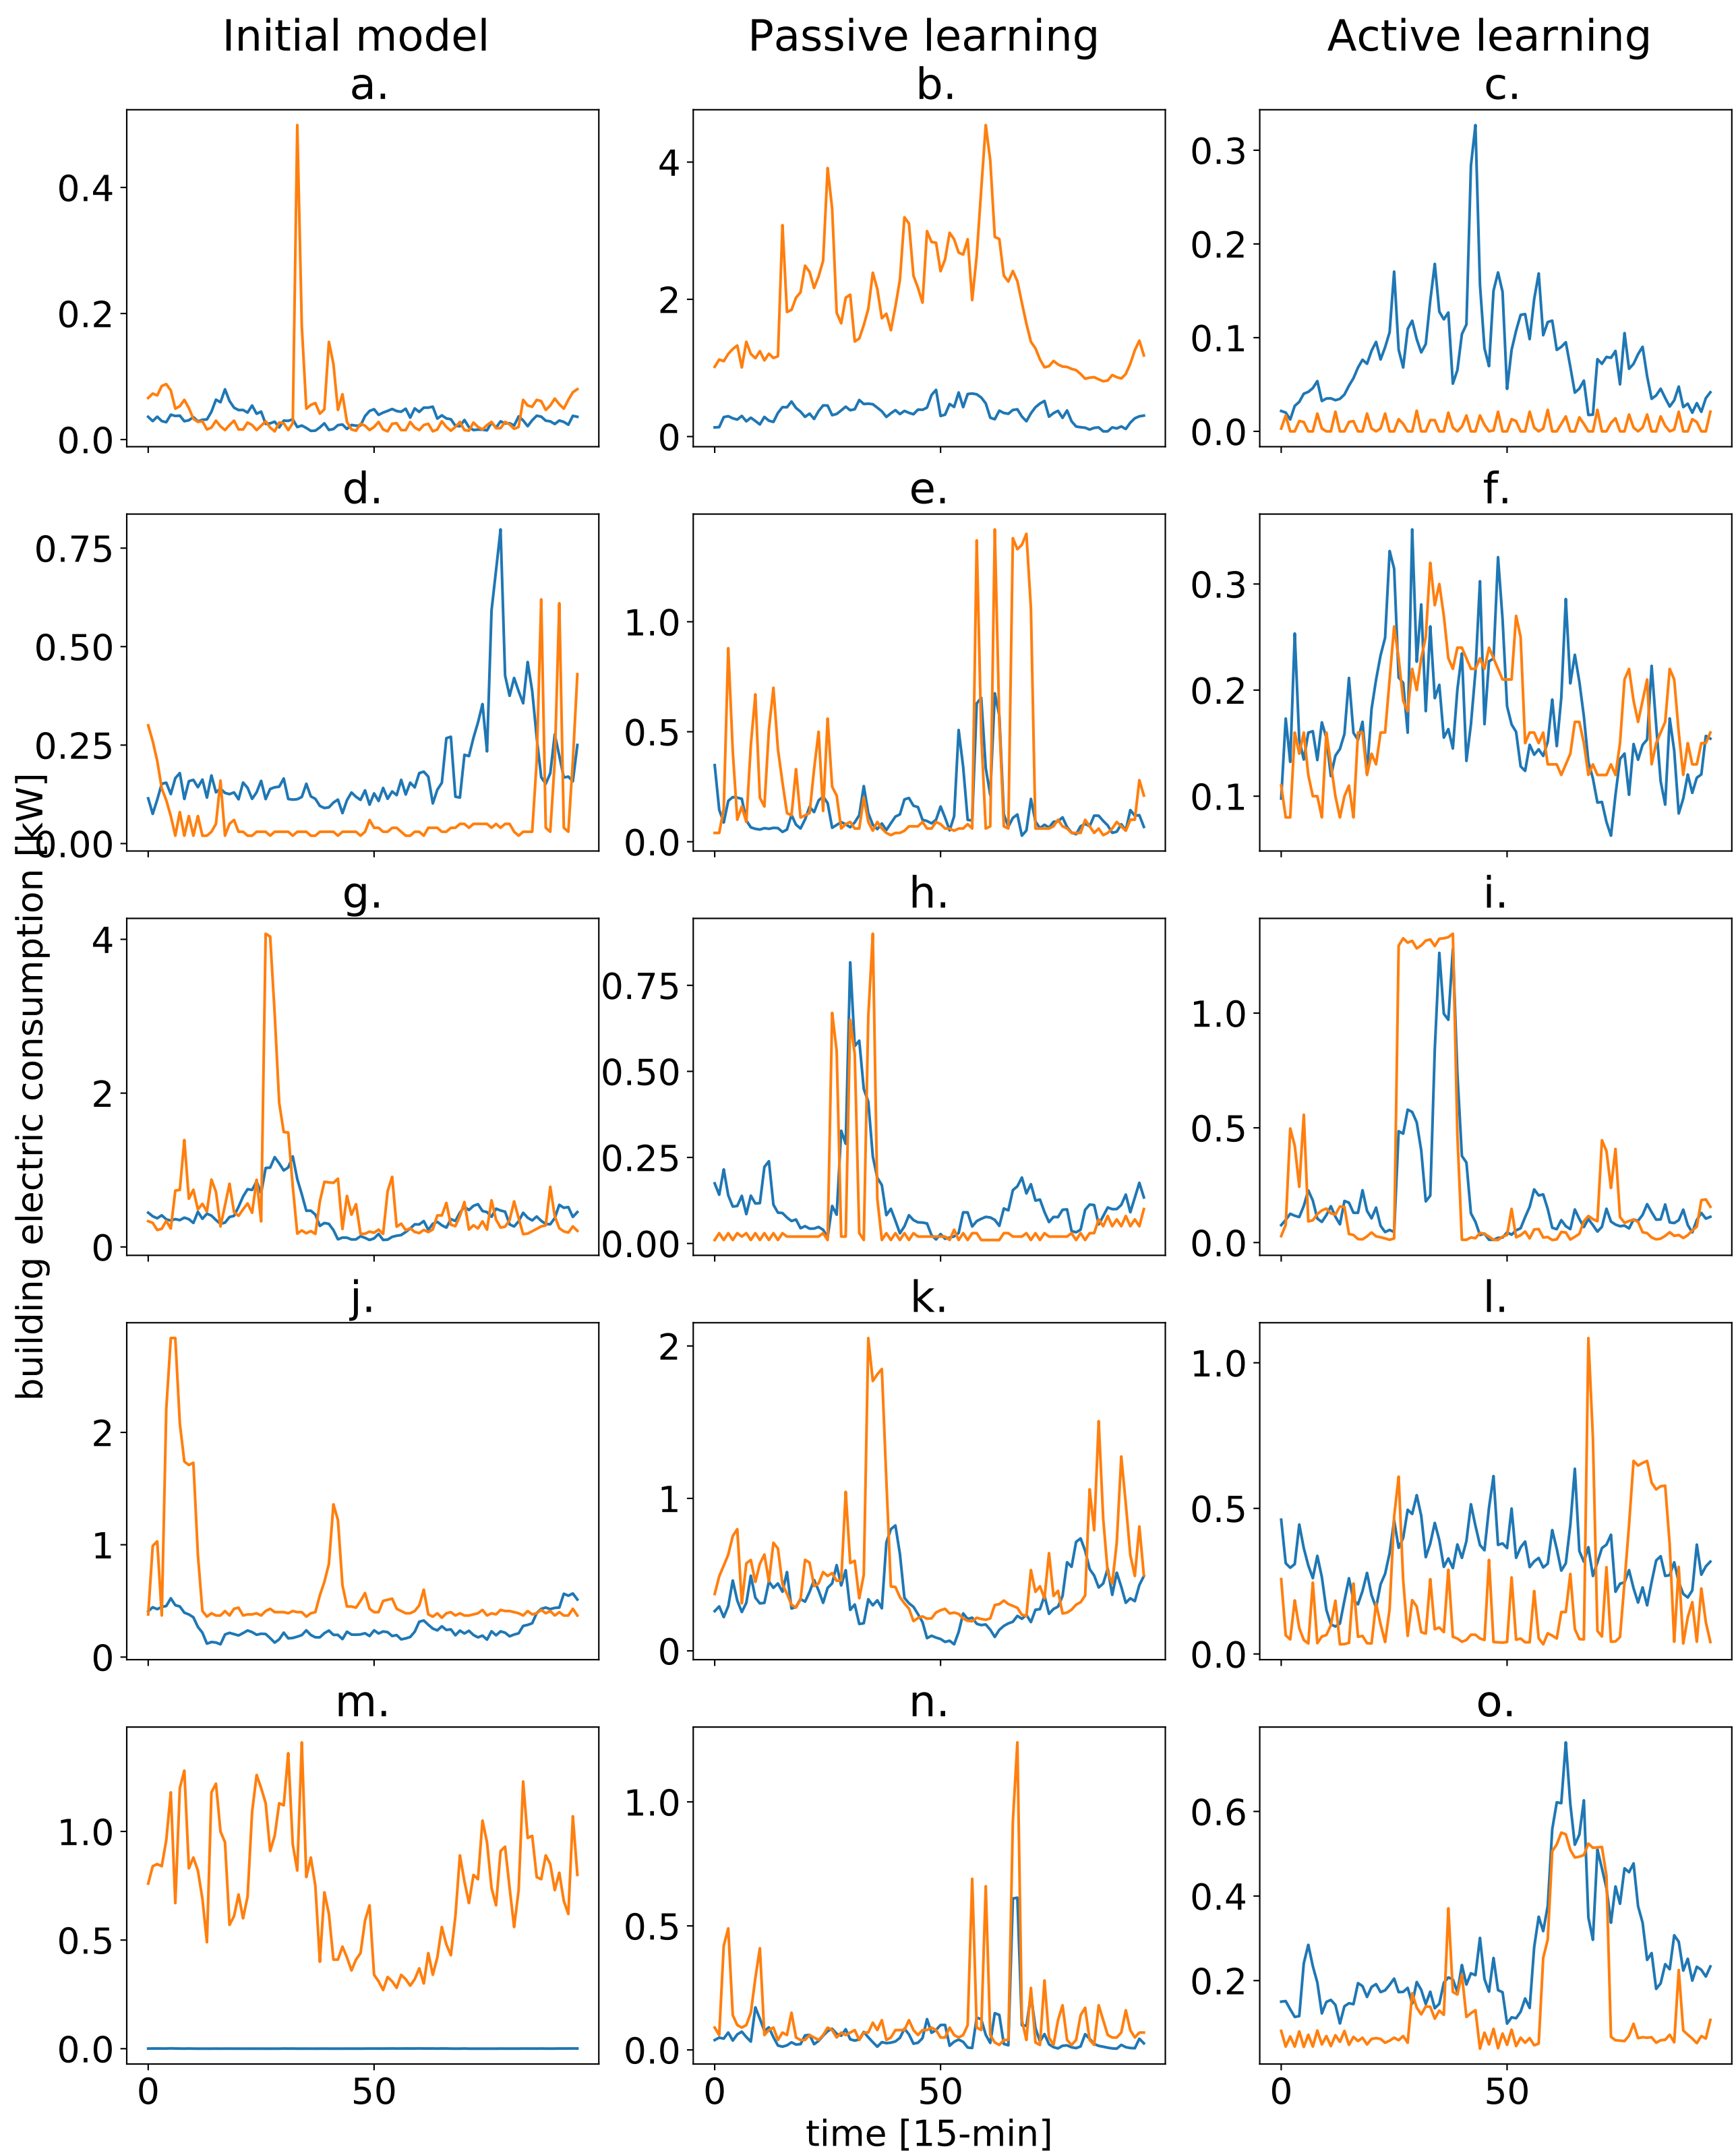 Initial model
Passive learning
Active learning
a.
b.
c.
0.4
0.2
0.0
4
2
0
0.3
0.2
0.1
0.0
d.
e.
f.
0.75
0.50
0.25
0.00
1.0
0.5
0.0
0.3
0.2
0.1
building electric consumption [kW]
g.
h.
i.
4
2
0
0.75
0.50
0.25
0.00
1.0
0.5
0.0
j.
k.
l.
2
1
0
2
1
0
1.0
0.5
0.0
m.
n.
o.
1.0
0.5
0.0
1.0
0.5
0.0
0.6
0.4
0.2
0
50
0
50
0
50
time [15-min]